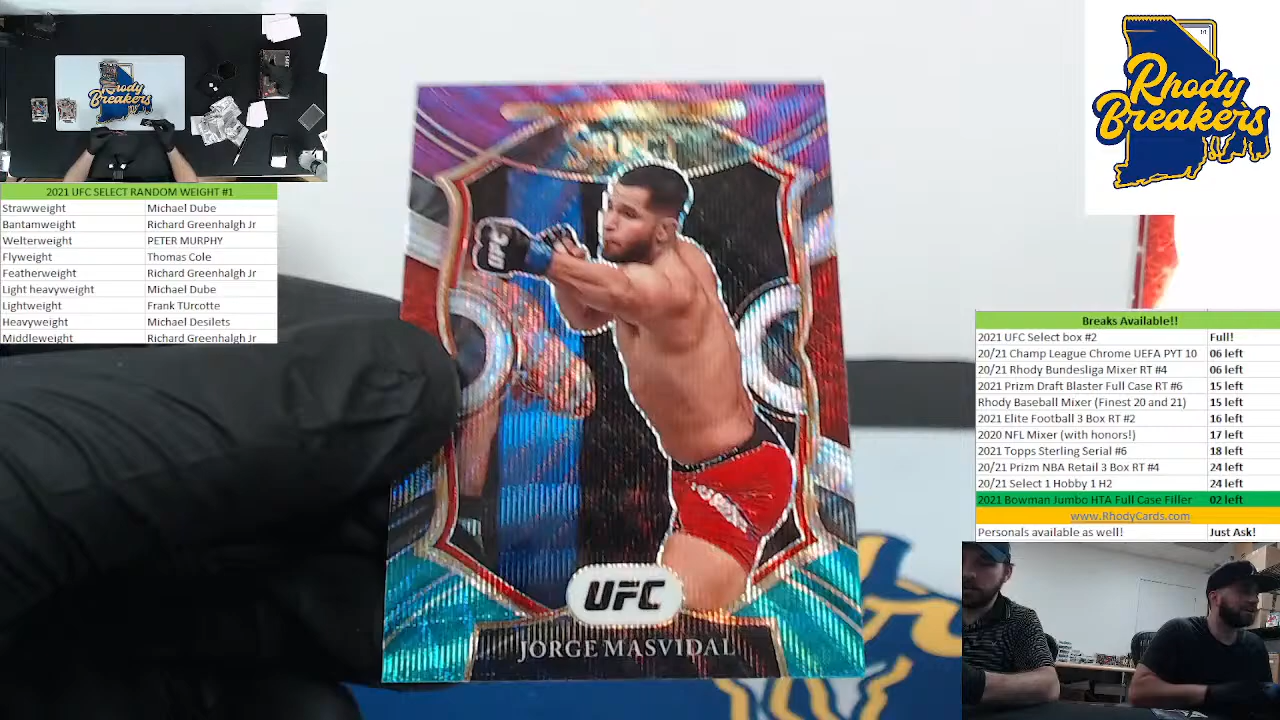 2021 UFC SELECT RANDOM WEIGHT #1
Strawweight Michael Dube
Bantamweight Richard Greenhalgh Jr
Welterweight PETER MURPHY
Flyweight Thomas Cole
Featherweight Richard Greenhalgh Jr
Light heavyweight Michael Dube
Lightweight Frank TUrcotte
Heavyweight Michael Desilets
Middleweight Richard Greenhalgh Jr
Rhody
Breakers
SELECT
UFC
UFC
JORGE MASVIDAL
Rhody
Breakers
Breaks Available!!
2021 UFC Select box #2 Full!
20/21 Champ League Chrome UEFA PYT 10 06 left
20/21 Rhody Bundesliga Mixer RT #4 06 left
2021 Prizm Draft Blaster Full Case RT #6 15 left
Rhody Baseball Mixer (Finest 20 and 21) 15 left
2021 Elite Football 3 Box RT #2 16 left
2020 NFL Mixer (with honors!) 17 left
2021 Topps Sterling Serial #6 18 left
20/21 Prizm NBA Retail 3 Box RT #4 24 left
20/21 Select 1 Hobby 1 H2 24 left
2021 Bowman Jumbo HTA Full Case Filler 02 left
www.RhodyCards.com
Personals available as well! Just Ask!